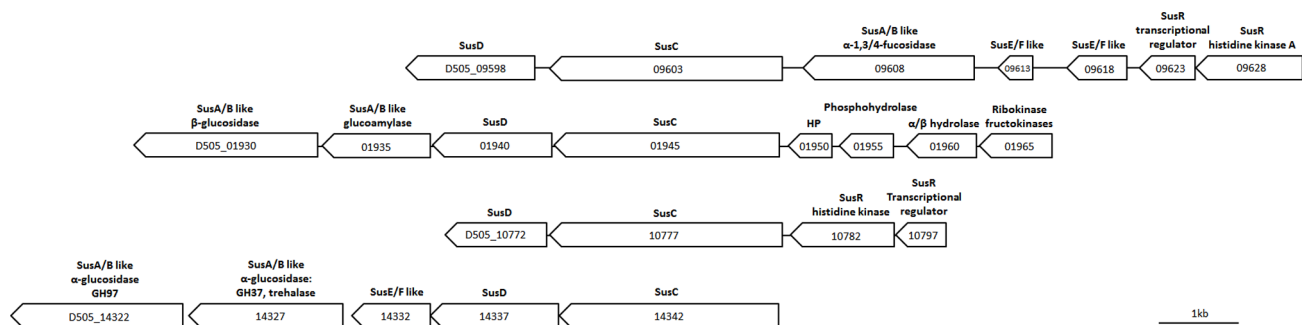 SusD
SusC
SusA/B like
α-1,3/4-fucosidase
SusE/F like
SusE/F like
SusR
transcriptional
regulator
SusR
histidine kinase A
D505_09598
09603
09608
09613
09618
09623
09628
SusA/B like
β-glucosidase
SusA/B like
glucoamylase
SusD
SusC
HP
Phosphohydrolase
α/β hydrolase
Ribokinase
fructokinases
D505_01930
01935
01940
01945
01950
01955
01960
01965
SusD
SusC
SusR
histidine kinase
SusR
Transcriptional
regulator
D505_10772
10777
10782
10797
SusA/B like
α-glucosidase
GH97
SusA/B like
α-glucosidase:
GH37, trehalase
SusE/F like
SusD
SusC
D505_14322
14327
14332
14337
14342
1kb